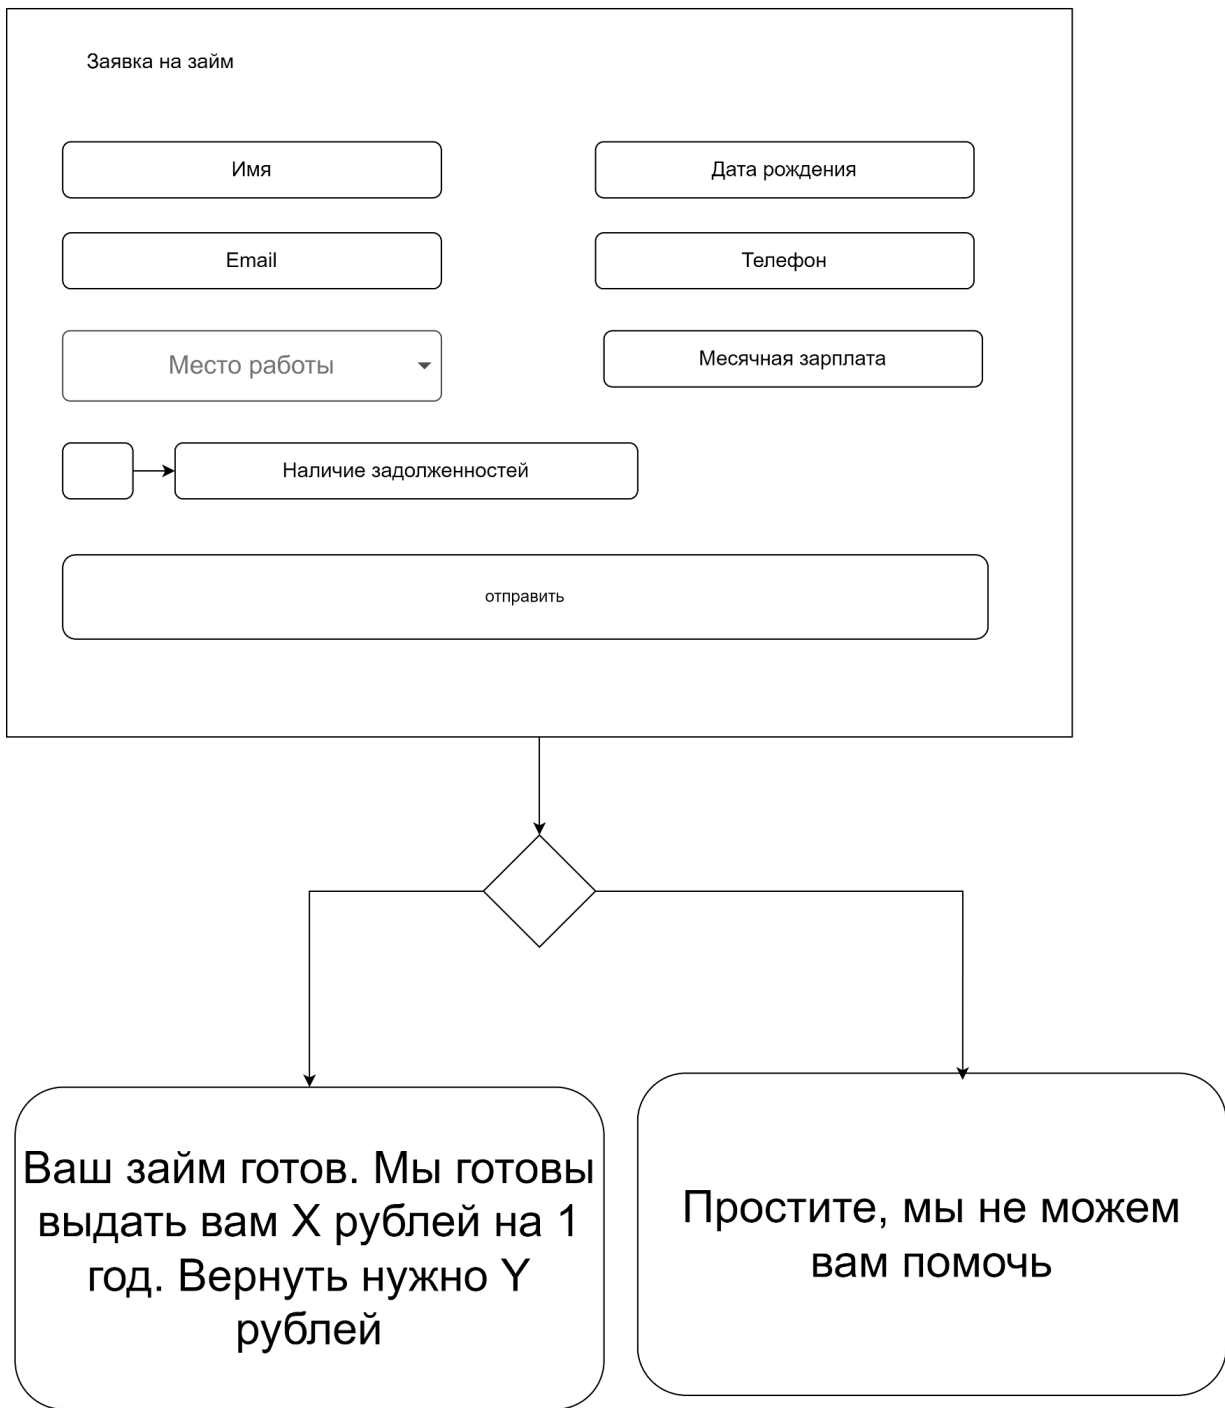 Заявка на займ
Имя
Дата рождения
Email
Телефон
Место работы
Месячная зарплата
Наличие задолженностей
отправить
Ваш займ готов. Мы готовы
выдать вам X рублей на 1
год. Вернуть нужно Y
рублей
Простите, мы не можем
вам помочь